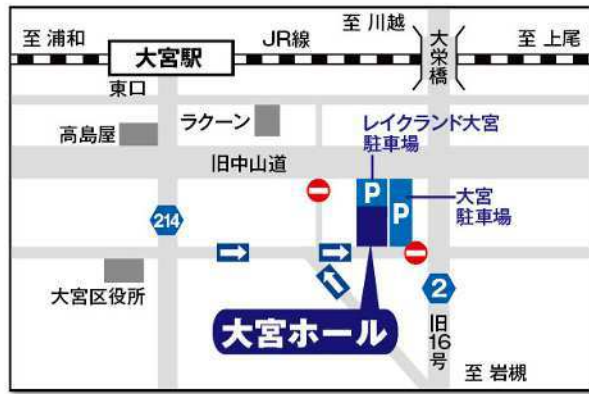 至 浦和
大宮駅
JR線
至 川越
大栄橋
至 上尾
東口
高島屋
ラクーン
レイクランド大宮
駐車場
旧中山道
P
P
大宮
駐車場
214
大宮区役所
2
大宮ホール
旧16号
至 岩槻